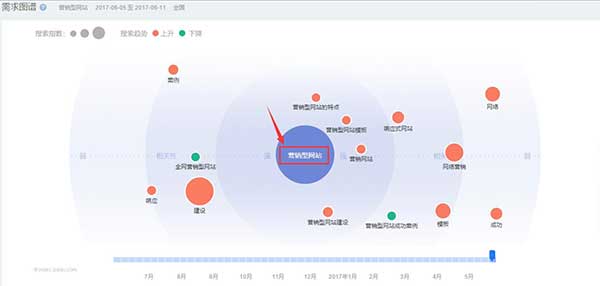 需求图谱
营销型网站 2017-06-05 至 2017-06-11 全国
搜索指数: 搜索趋势 上升 下降
案例
营销型网站的特点
网络
营销型网站模板
响应式网站
弱 相关性 强
营销型网站
强 相关性 弱
营销网站
网络营销
全网营销型网站
响应
建设
营销型网站建设
营销型网站成功案例
模板
成功
7月 8月 9月 10月 11月 12月 2017年1月 2月 3月 4月 5月